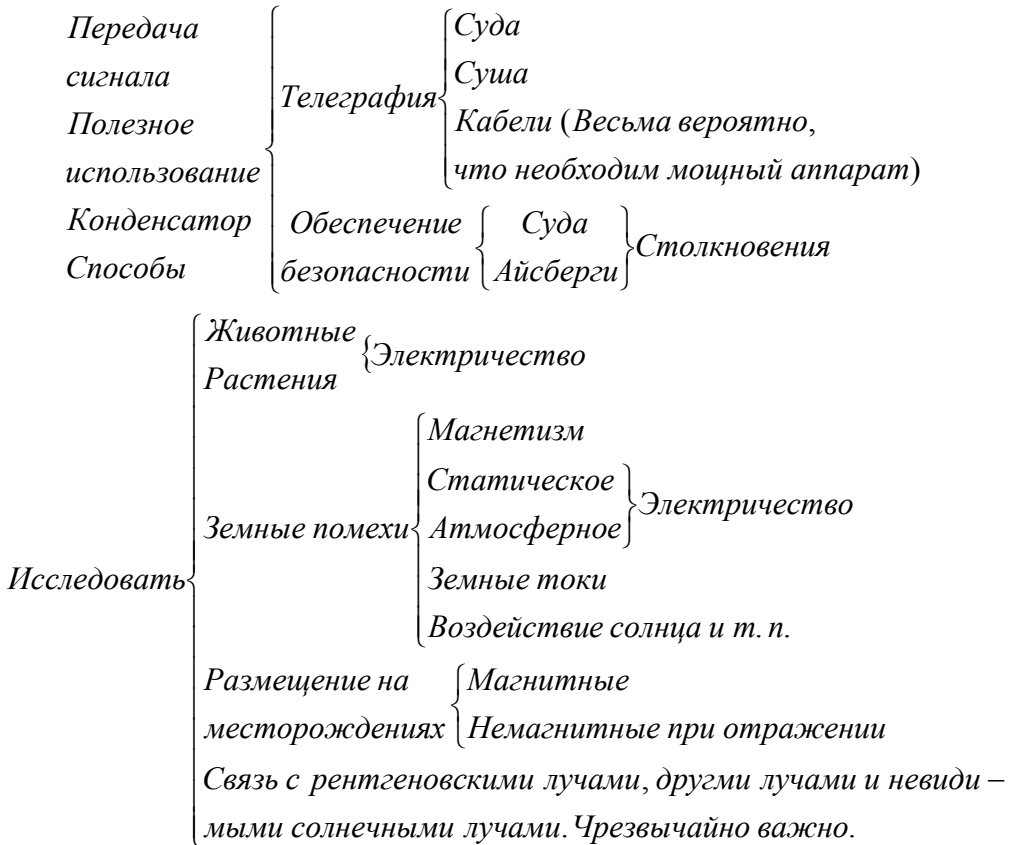 Передача
сигнала
Полезное
использование
Конденсатор
Способы
Телеграфия
Суда
Суша
Кабели (Весьма вероятно,
что необходим мощный аппарат)
Обеспечение
безопасности
Суда
Айсберги
Столкновения
Исследовать
Животные
Растения
Электричество
Земные помехи
Магнетизм
Статическое
Атмосферное
Электричество
Земные токи
Воздействие солнца и т. п.
Размещение на
месторождениях
Магнитные
Немагнитные при отражении
Связь с рентгеновскими лучами, другми лучами и невиди –
мыми солнечными лучами. Чрезвычайно важно.